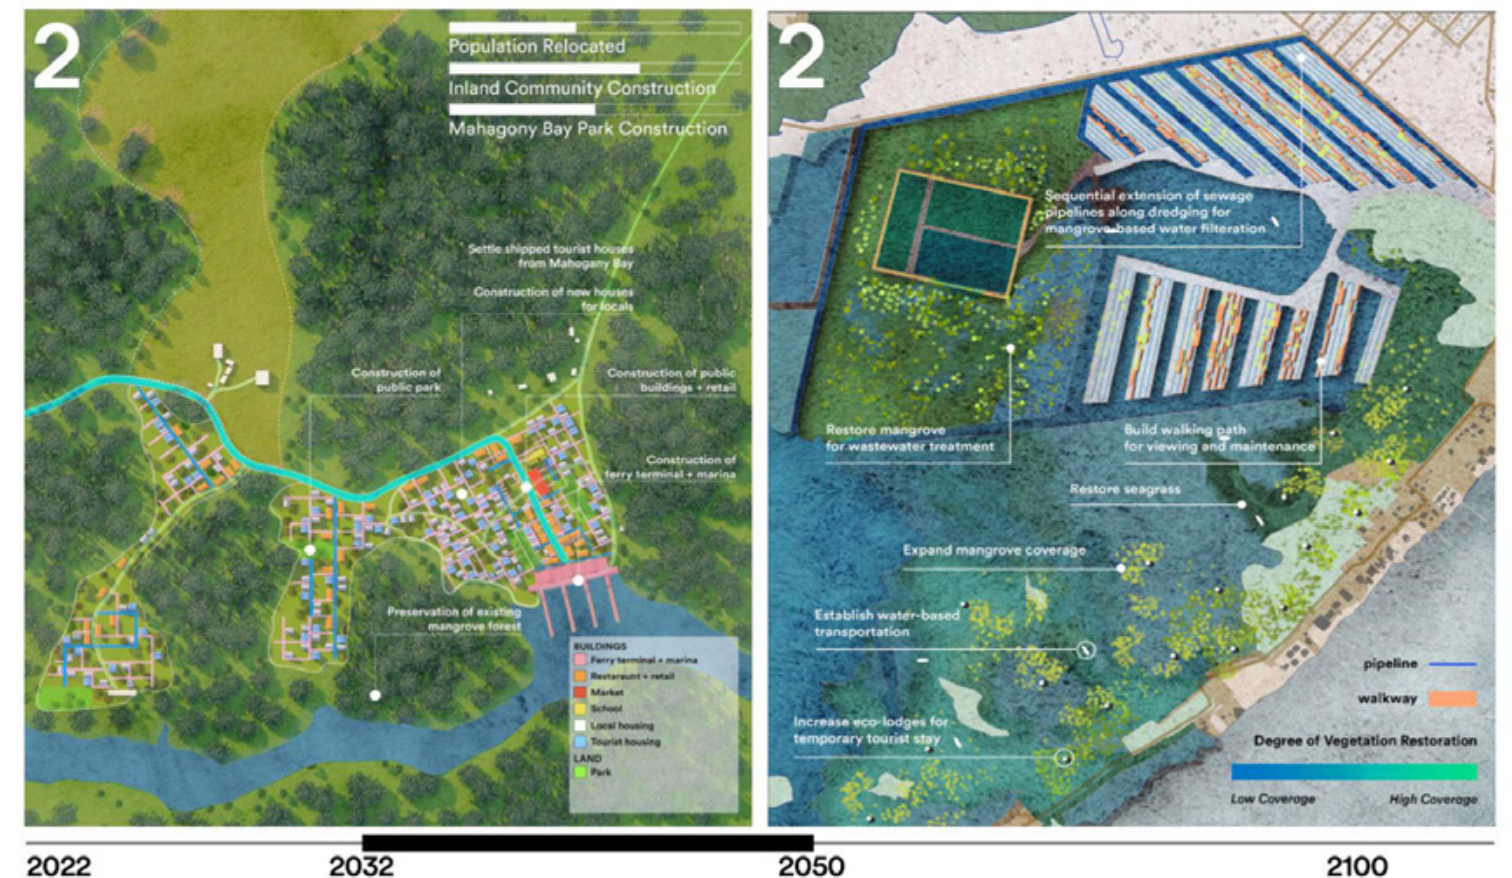 2
Population Relocated
Inland Community Construction
Mahagony Bay Park Construction
Settle shipped tourist houses
from Mahogany Bay
Construction of new houses
for locals
Construction of
public park
Construction of public
buildings + retail
Construction of
ferry terminal + marina
Preservation of existing
mangrove forest
BUILDINGS
Ferry terminal + marina
Restaraunt + retail
Market
School
Local housing
Tourist housing
LAND
Park
2
Sequential extension of sewage
pipelines along dredging for
mangrove-based water filteration
Restore mangrove
for wastewater treatment
Build walking path
for viewing and maintenance
Restore seagrass
Expand mangrove coverage
Establish water-based
transportation
Increase eco-lodges for
temporary tourist stay
pipeline
walkway
Degree of Vegetation Restoration
Low Coverage High Coverage
2022 2032 2050 2100